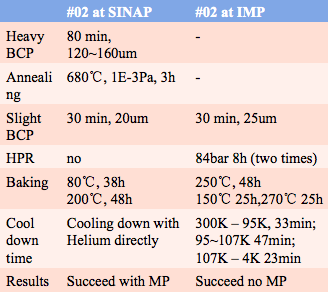 #02 at SINAP #02 at IMP
Heavy 80 min, -
BCP 120~160um
Anneali 680℃, 1E-3Pa, 3h -
ng
Slight 30 min, 20um 30 min, 25um
BCP
HPR no 84bar 8h (two times)
Baking 80℃, 38h 250℃, 48h
200℃, 48h 150℃ 25h,270℃ 25h
Cool Cooling down with 300K – 95K, 33min;
down Helium directly 95~107K 47min;
time 107K – 4K 23min
Results Succeed with MP Succeed no MP